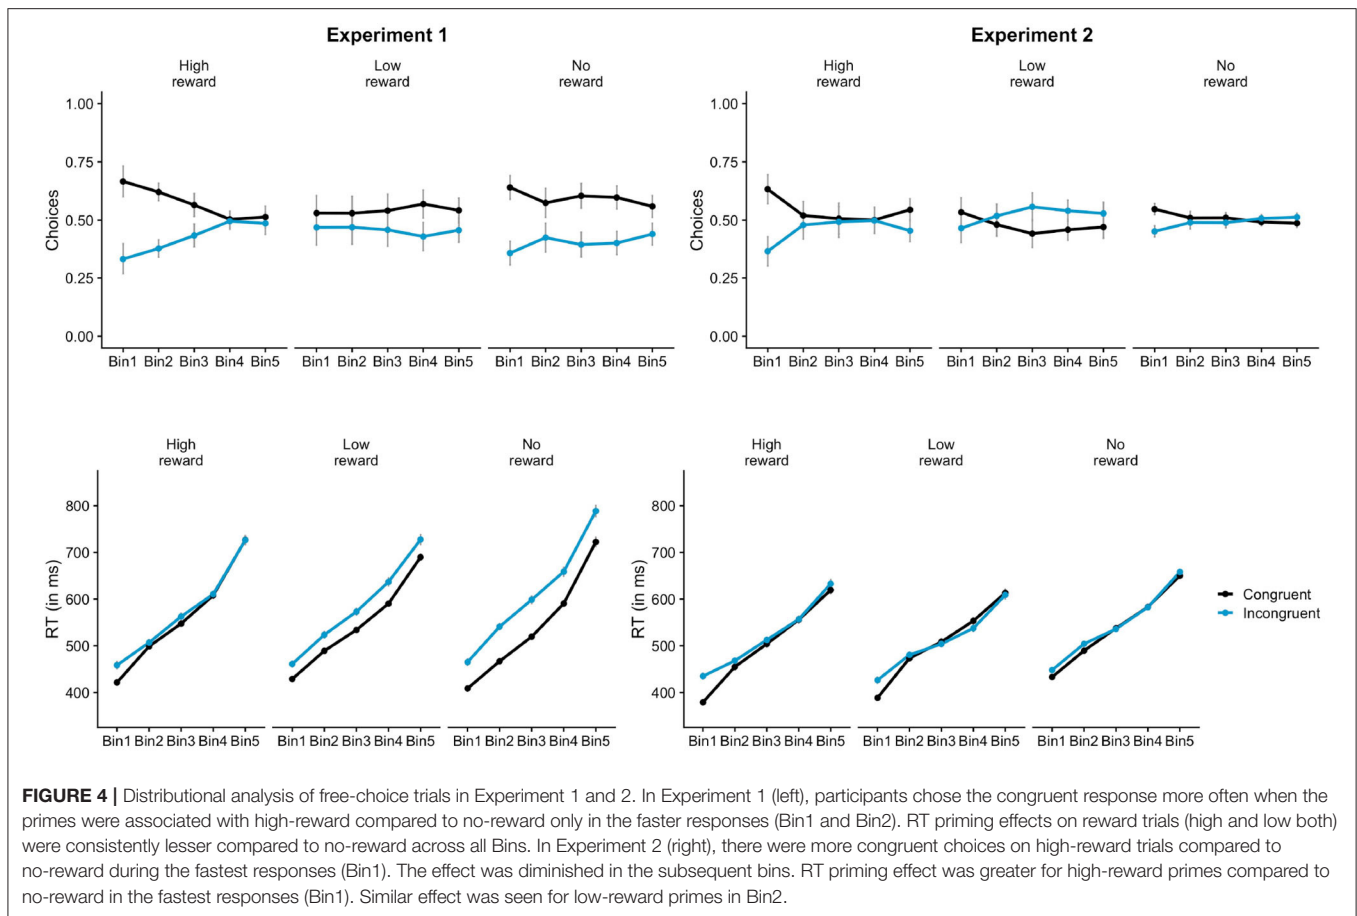 Experiment 1
Experiment 2
High
reward
Low
reward
No
reward
High
reward
Low
reward
No
reward
Choices
1.00
0.75
0.50
0.25
0.00
Bin1 Bin2 Bin3 Bin4 Bin5
Bin1 Bin2 Bin3 Bin4 Bin5
Bin1 Bin2 Bin3 Bin4 Bin5
Choices
1.00
0.75
0.50
0.25
0.00
Bin1 Bin2 Bin3 Bin4 Bin5
Bin1 Bin2 Bin3 Bin4 Bin5
Bin1 Bin2 Bin3 Bin4 Bin5
High
reward
Low
reward
No
reward
High
reward
Low
reward
No
reward
RT (in ms)
800
700
600
500
400
Bin1 Bin2 Bin3 Bin4 Bin5
Bin1 Bin2 Bin3 Bin4 Bin5
Bin1 Bin2 Bin3 Bin4 Bin5
RT (in ms)
800
700
600
500
400
Bin1 Bin2 Bin3 Bin4 Bin5
Bin1 Bin2 Bin3 Bin4 Bin5
Bin1 Bin2 Bin3 Bin4 Bin5
Congruent
Incongruent
FIGURE 4 | Distributional analysis of free-choice trials in Experiment 1 and 2. In Experiment 1 (left), participants chose the congruent response more often when the
primes were associated with high-reward compared to no-reward only in the faster responses (Bin1 and Bin2). RT priming effects on reward trials (high and low both)
were consistently lesser compared to no-reward across all Bins. In Experiment 2 (right), there were more congruent choices on high-reward trials compared to
no-reward during the fastest responses (Bin1). The effect was diminished in the subsequent bins. RT priming effect was greater for high-reward primes compared to
no-reward in the fastest responses (Bin1). Similar effect was seen for low-reward primes in Bin2.